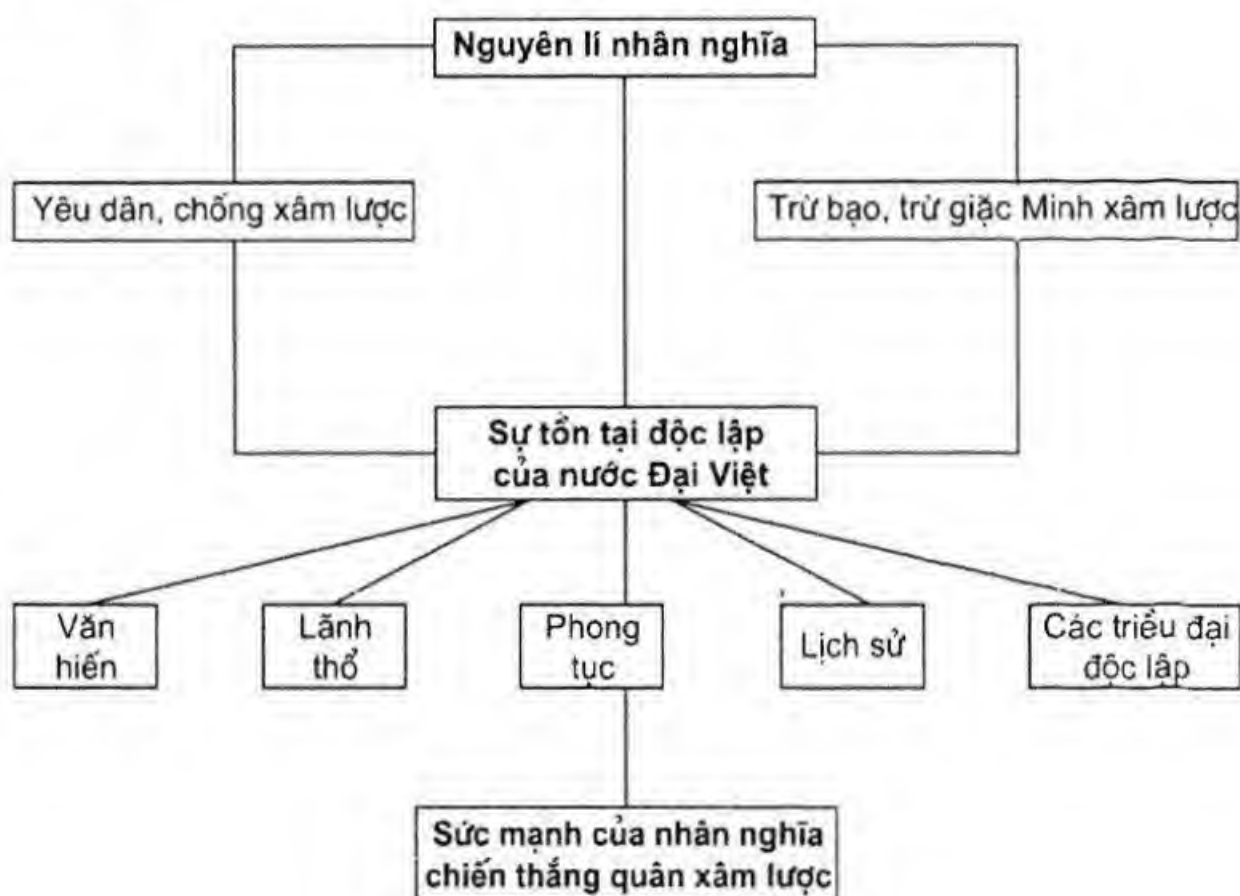 Nguyên lí nhân nghĩa
Yêu dân, chống xâm lược
Trừ bạo, trừ giặc Minh xâm lược
Sự tồn tại độc lập
của nước Đại Việt
Văn
hiến
Lãnh
thổ
Phong
tục
Lịch sử
Các triều đại
độc lập
Sức mạnh của nhân nghĩa
chiến thắng quân xâm lược